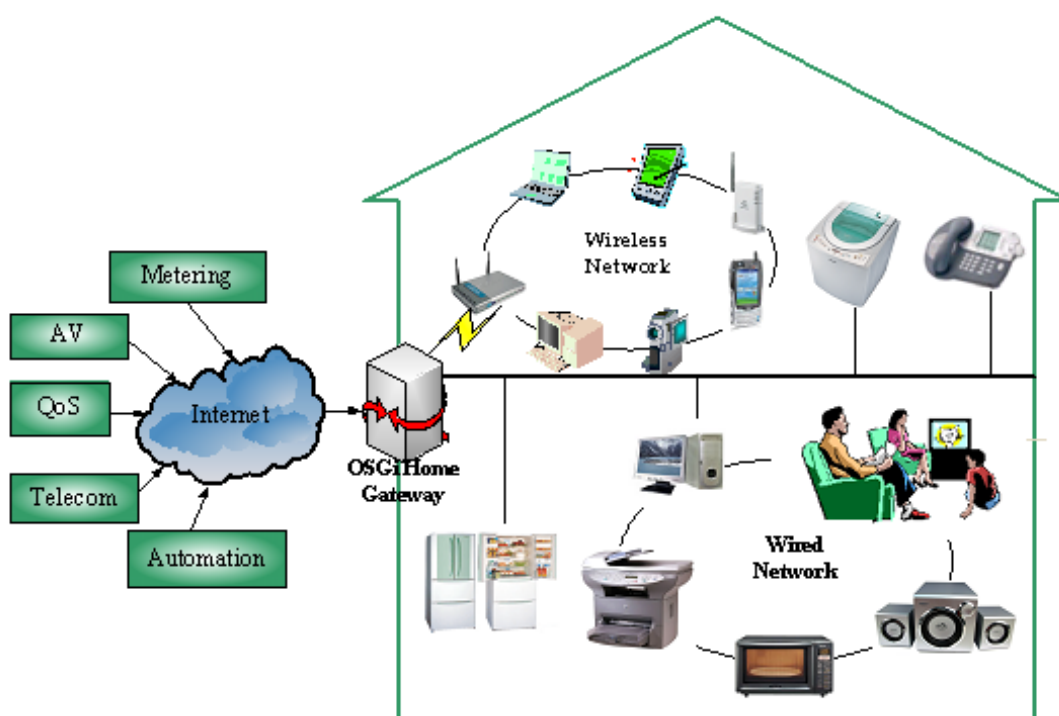 Metering
AV
QoS
Telecom
Automation
Internet
OSGi Home
Gateway
Wireless
Network
Wired
Network